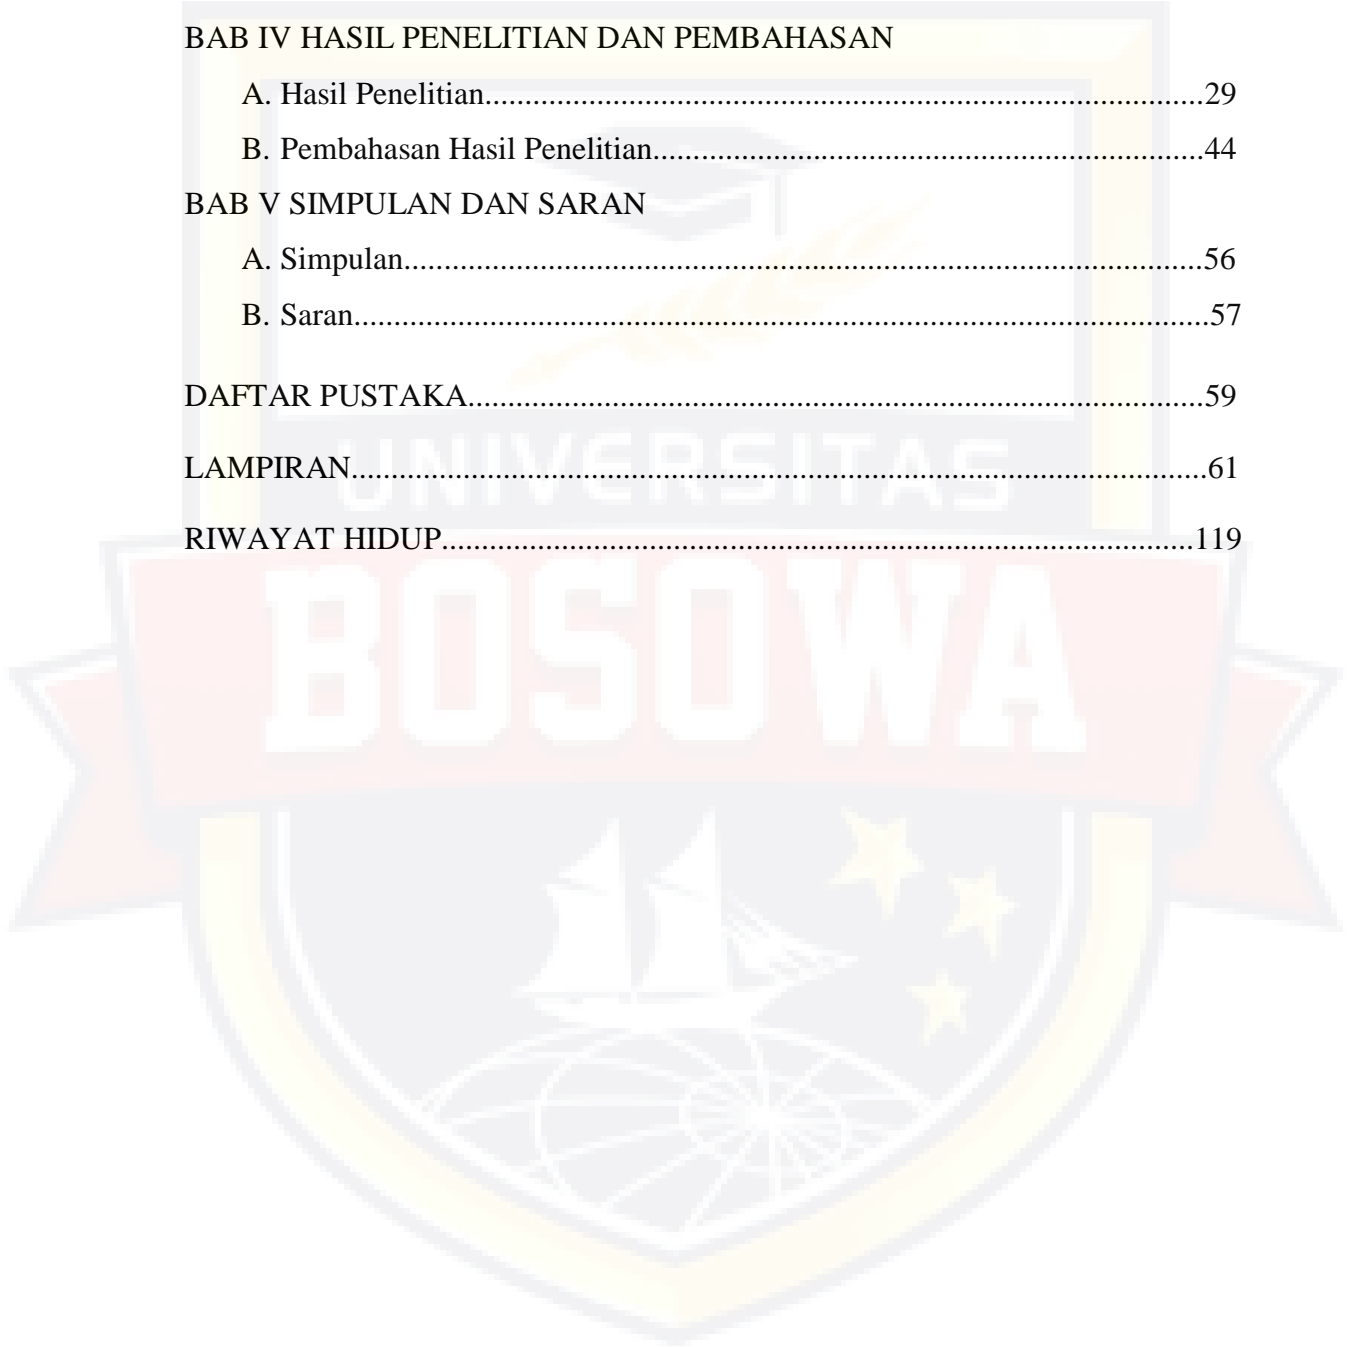 BAB IV HASIL PENELITIAN DAN PEMBAHASAN
A. Hasil Penelitian..........................................................................................29
B. Pembahasan Hasil Penelitian.....................................................................44
BAB V SIMPULAN DAN SARAN
A. Simpulan....................................................................................................56
B. Saran...........................................................................................................57
DAFTAR PUSTAKA............................................................................................59
LAMPIRAN...........................................................................................................61
RIWAYAT HIDUP..............................................................................................119
UNIVERSITAS
BOSOWA